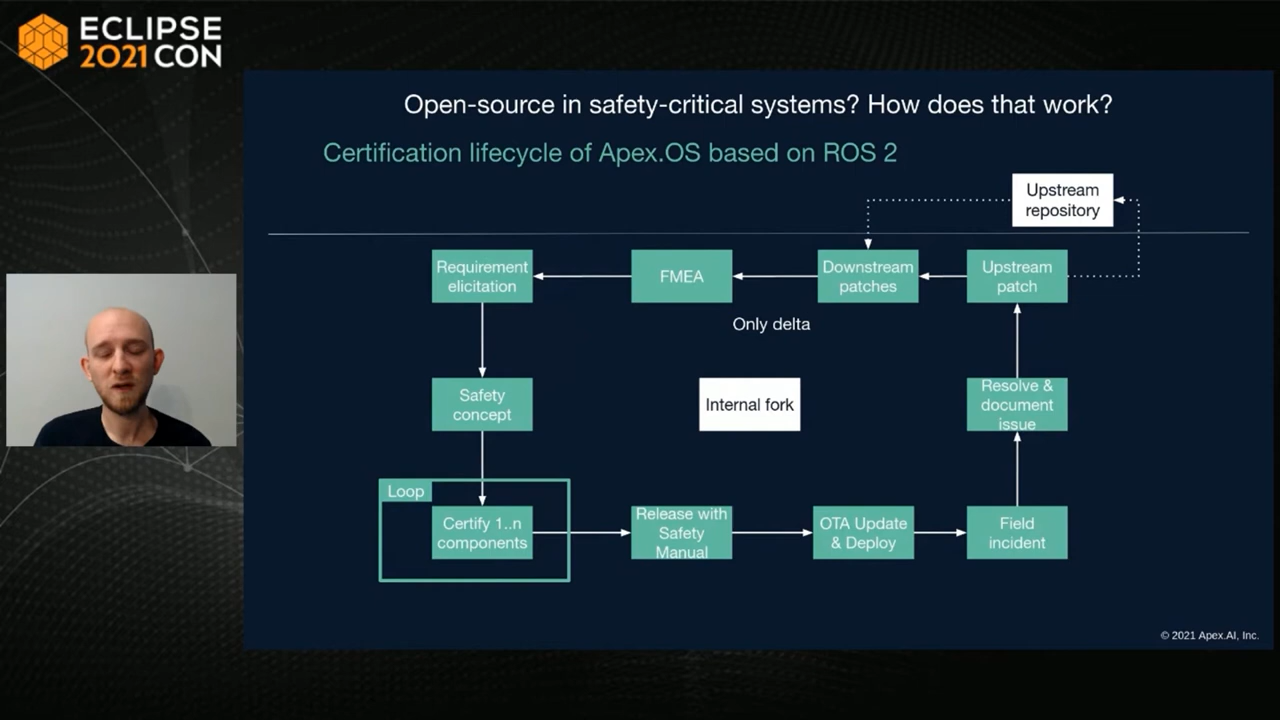 ECLIPSE
2021 CON
Open-source in safety-critical systems? How does that work?
Certification lifecycle of Apex.OS based on ROS 2
Upstream
repository
Requirement
elicitation
FMEA
Downstream
patches
Upstream
patch
Only delta
Safety
concept
Internal fork
Resolve &
document
issue
Loop
Certify 1..n
components
Release with
Safety
Manual
OTA Update
& Deploy
Field
incident
© 2021 Apex.AI, Inc.